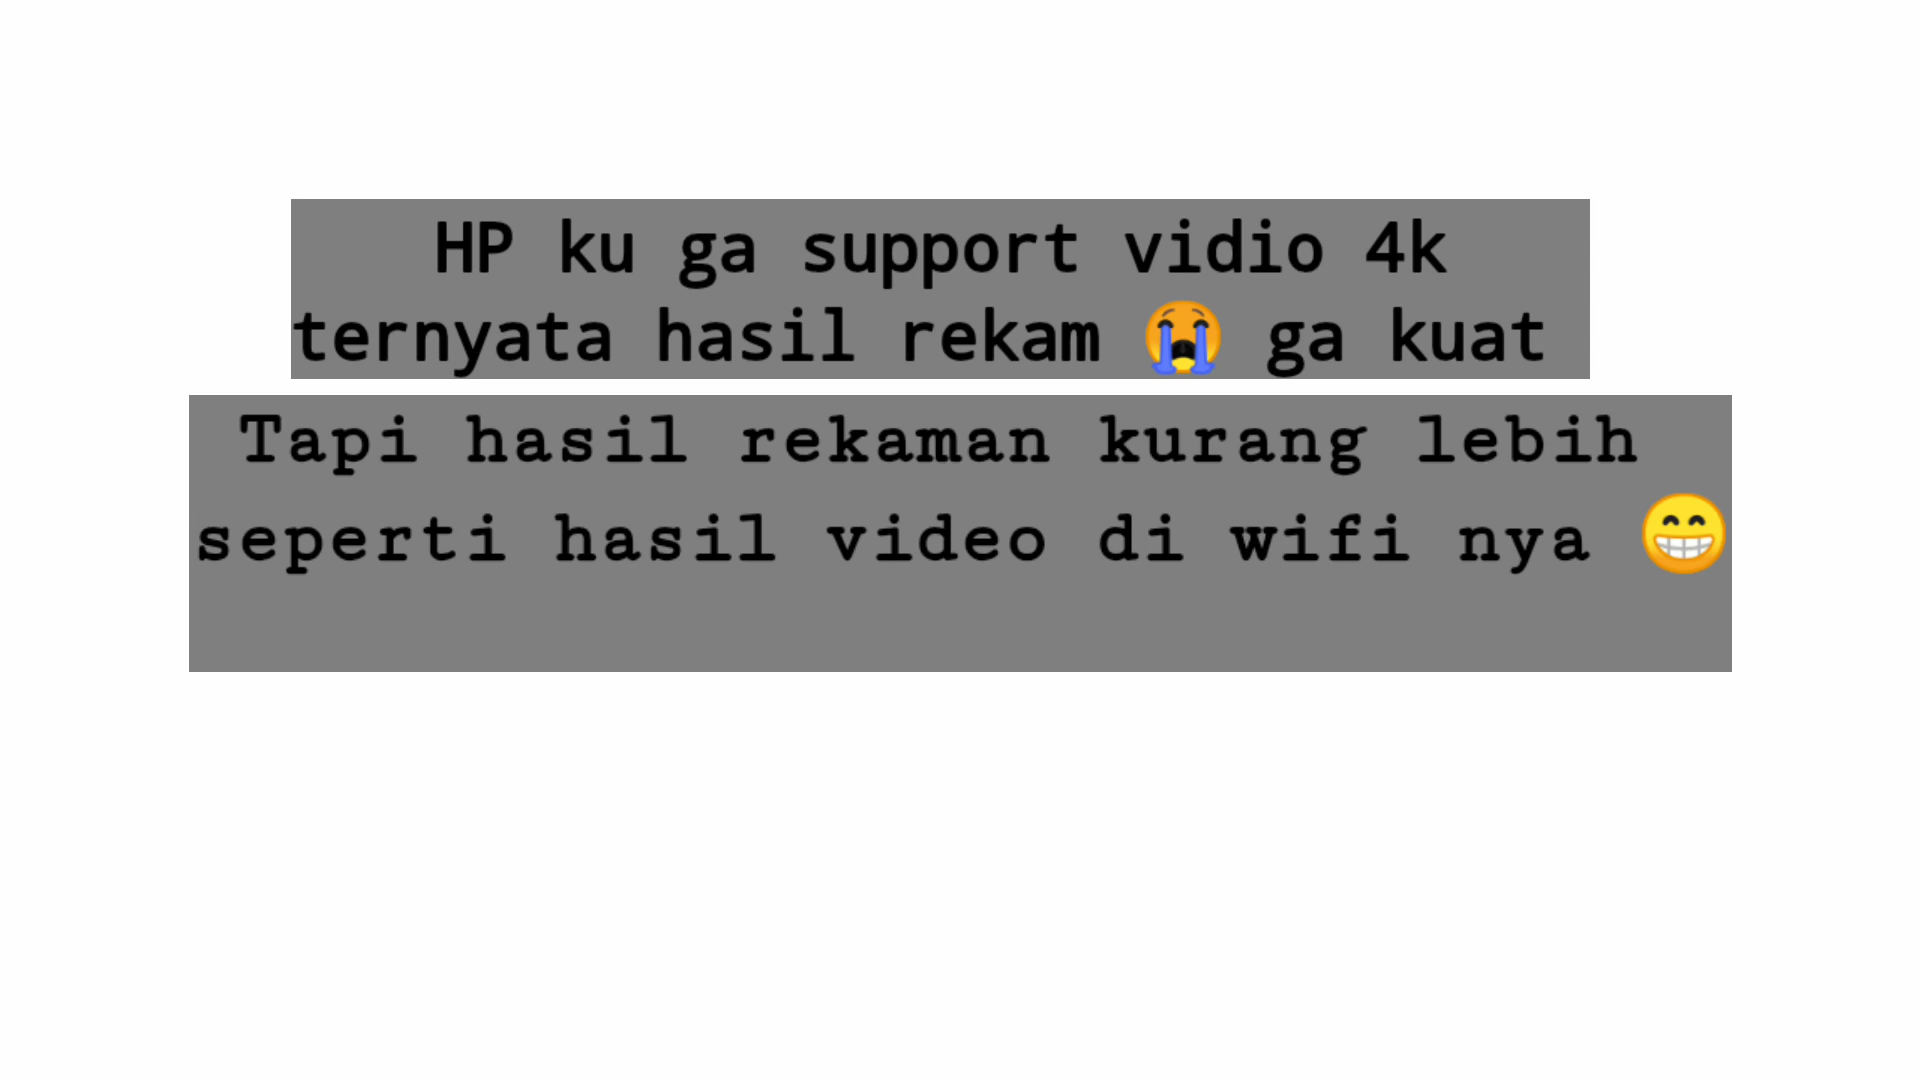 HP ku ga support vidio 4k
ternyata hasil rekam 😭 ga kuat
Tapi hasil rekaman kurang lebih
seperti hasil video di wifi nya 😁